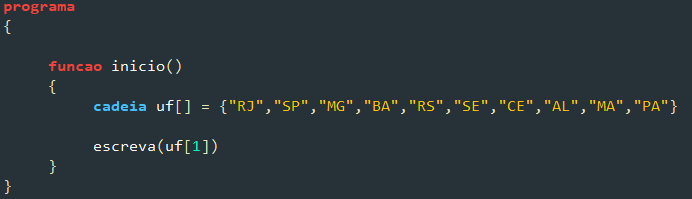 programa
{
funcao inicio()
{
cadeia uf[] = {"RJ","SP","MG","BA","RS","SE","CE","AL","MA","PA"}
escreva(uf[1])
}
}